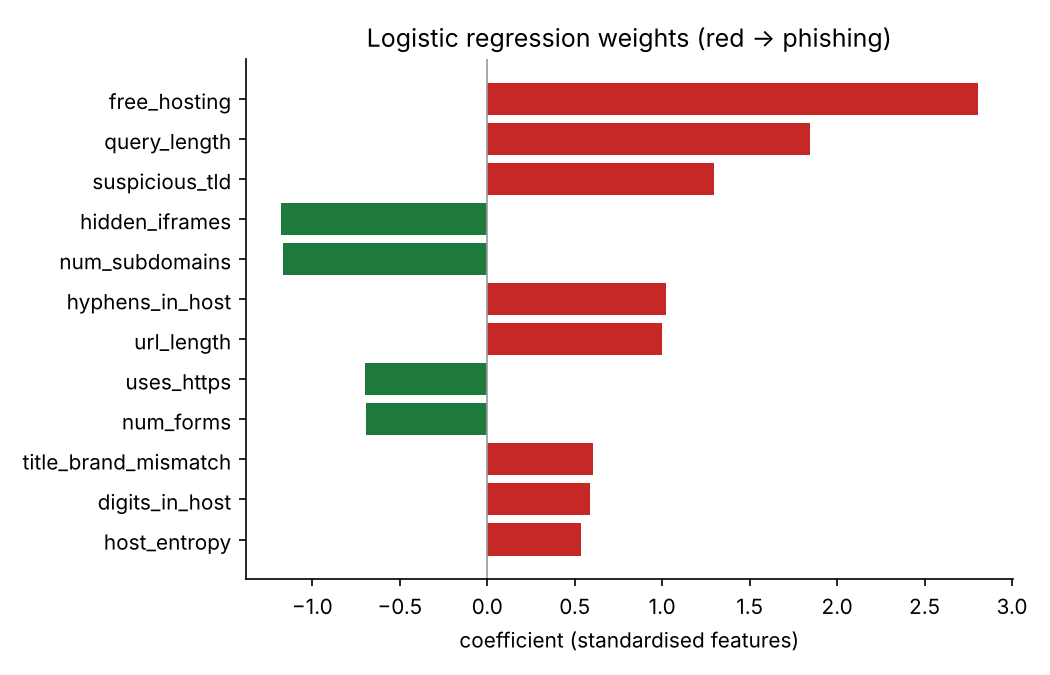 Logistic regression weights (red → phishing)
free_hosting
query_length
suspicious_tld
hidden_iframes
num_subdomains
hyphens_in_host
url_length
uses_https
num_forms
title_brand_mismatch
digits_in_host
host_entropy
−1.0 −0.5 0.0 0.5 1.0 1.5 2.0 2.5 3.0
coefficient (standardised features)